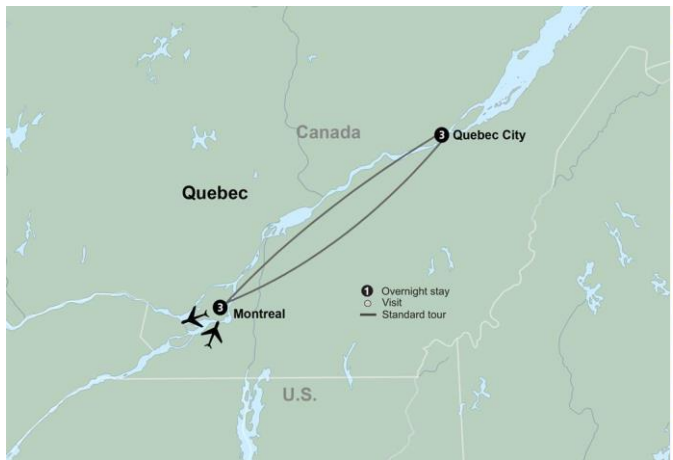 Canada
3 Quebec City
Quebec
1 Overnight stay
Visit
Standard tour
3 Montreal
U.S.